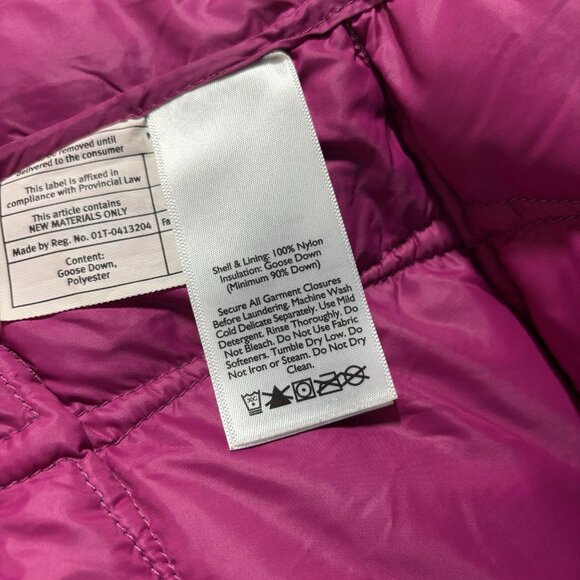 be removed until
delivered to the consumer
This label is affixed in
compliance with Provincial Law
This article contains
NEW MATERIALS ONLY
Made by Reg. No. 01T-0413204
Content:
Goose Down,
Polyester
Shell & Lining: 100% Nylon
Insulation: Goose Down
(Minimum 90% Down)
Secure All Garment Closures
Before Laundering. Machine Wash
Cold Delicate Separately. Use Mild
Detergent. Rinse Thoroughly. Do
Not Bleach. Do Not Use Fabric
Softeners. Tumble Dry Low. Do
Not Iron or Steam. Do Not Dry
Clean.
30C